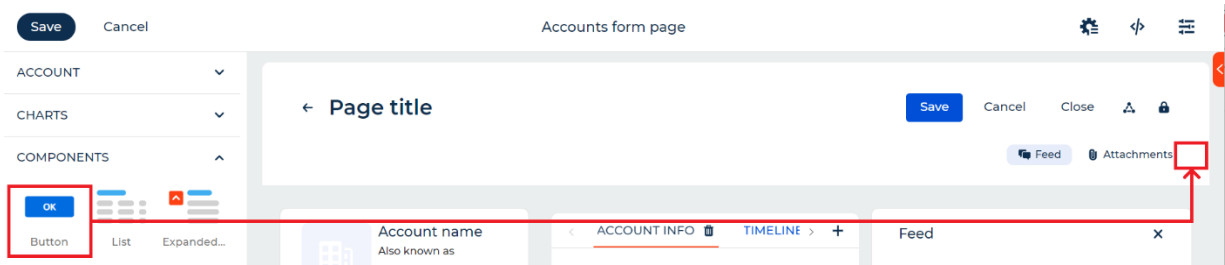 Save Cancel Accounts form page
ACCOUNT
CHARTS
← Page title Save Cancel Close
COMPONENTS
Feed Attachments
OK
Button List Expanded...
Account name ACCOUNT INFO TIMELINE + Feed
Also known as